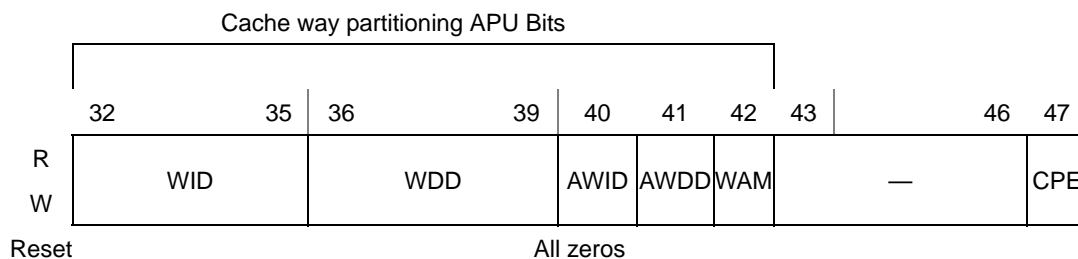 Cache way partitioning APU Bits
32 35 36 39 40 41 42 43 46 47
R
WID WDD AWID AWDD WAM — CPE
W
Reset All zeros